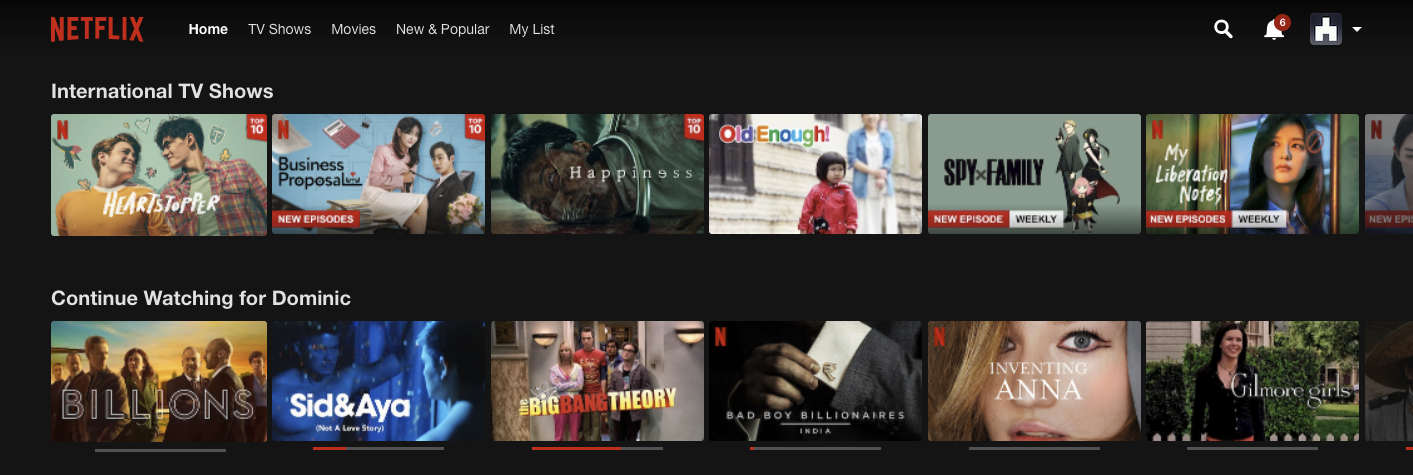 NETFLIX Home TV Shows Movies New & Popular My List 6
International TV Shows
N HEARTSTOPPER TOP 10
N Business Proposal TOP 10 NEW EPISODES
Happiness TOP 10
Old Enough!
SPY×FAMILY NEW EPISODE WEEKLY
N My Liberation Notes NEW EPISODES WEEKLY
N NEW EPI
Continue Watching for Dominic
BILLIONS
Sid&Aya
(Not A Love Story)
the BIG BANG THEORY
N BAD BOY BILLIONAIRES
INDIA
N INVENTING
ANNA
Gilmore girls